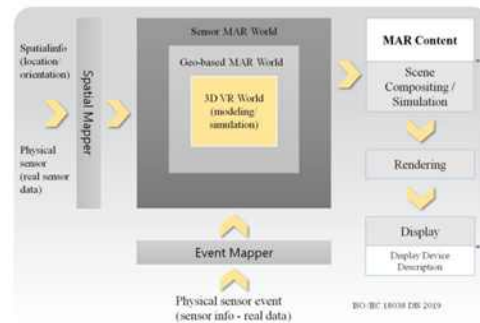 Spatialinfo
(location/
orientation)
Physical
sensor
(real sensor
data)
Spatial Mapper
Sensor MAR World
Geo-based MAR World
3D VR World
(modeling/
simulation)
Event Mapper
Physical sensor event
(sensor info - real data)
MAR Content
Scene
Compositing /
Simulation
Rendering
Display
Display Device
Description
ISO/IEC 18038 DIS 2019